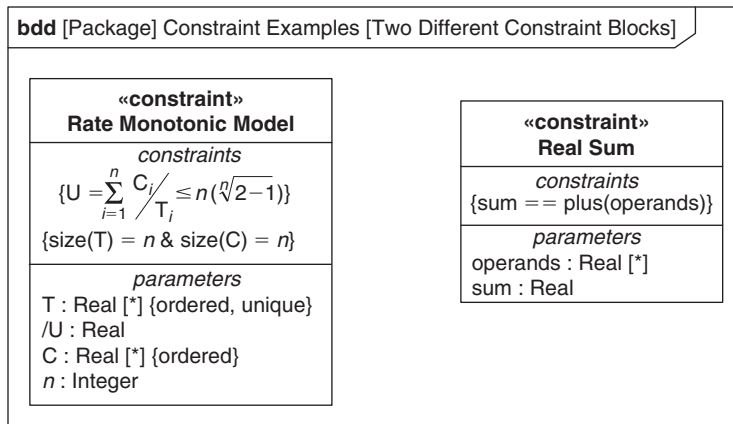 bdd [Package] Constraint Examples [Two Different Constraint Blocks]
«constraint»
Rate Monotonic Model
constraints
{U = ∑_{i=1}^{n} C_i/T_i ≤ n(ⁿ√2−1)}
{size(T) = n & size(C) = n}
parameters
T : Real [*] {ordered, unique}
/U : Real
C : Real [*] {ordered}
n : Integer
«constraint»
Real Sum
constraints
{sum == plus(operands)}
parameters
operands : Real [*]
sum : Real